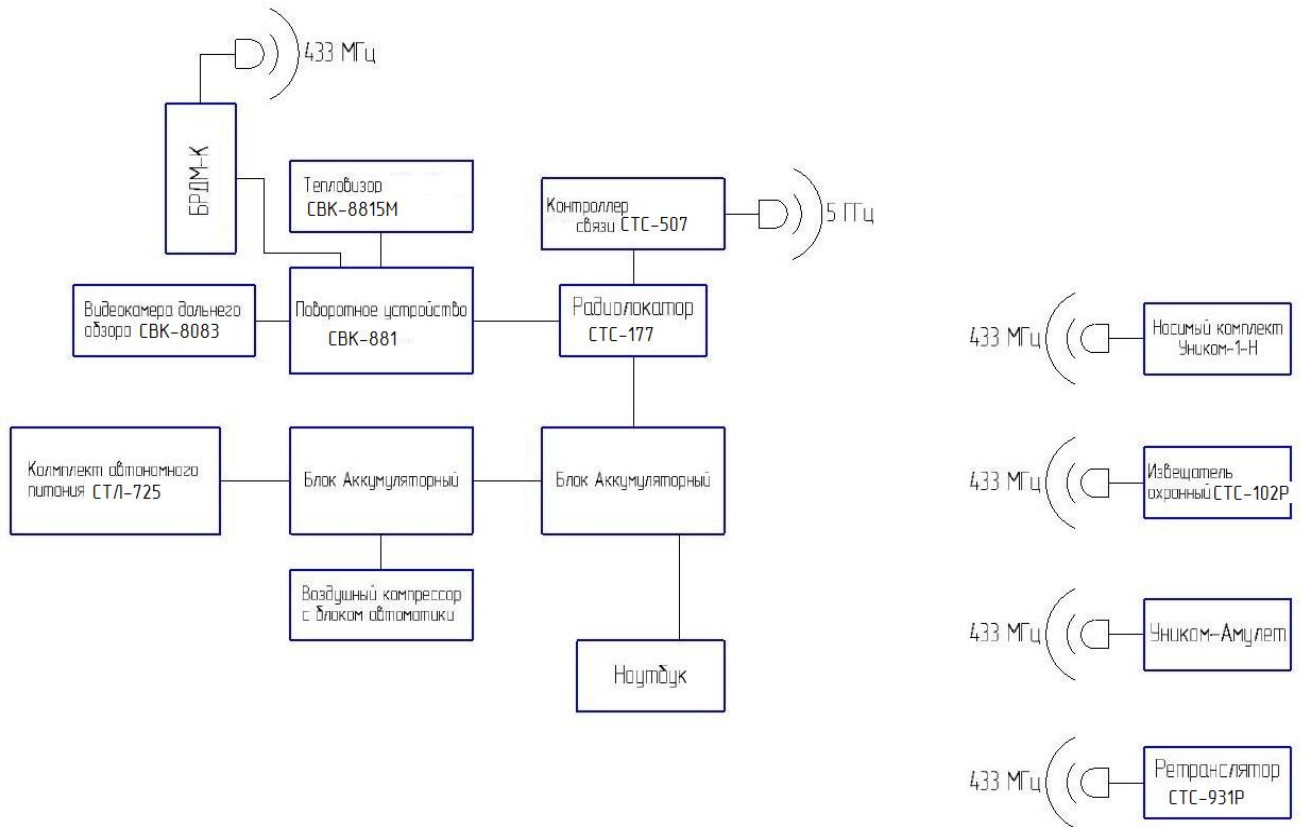 433 МГц
БРДМ-К
Тепловизор
СВК-8815М
Контроллер
связи СТС-507
5 ГГц
Видеокамера дальнего
обзора СВК-8083
Поворотное устройство
СВК-881
Радиолокатор
СТС-177
433 МГц
Носимый комплект
Уником-1-Н
Колмплект автономного
питания СТЛ-725
Блок Аккумуляторный
Блок Аккумуляторный
433 МГц
Извещатель
охранный СТС-102Р
Воздушный компрессор
с блоком автоматики
433 МГц
Уником-Амулет
Ноутбук
433 МГц
Ретранслятор
СТС-931Р